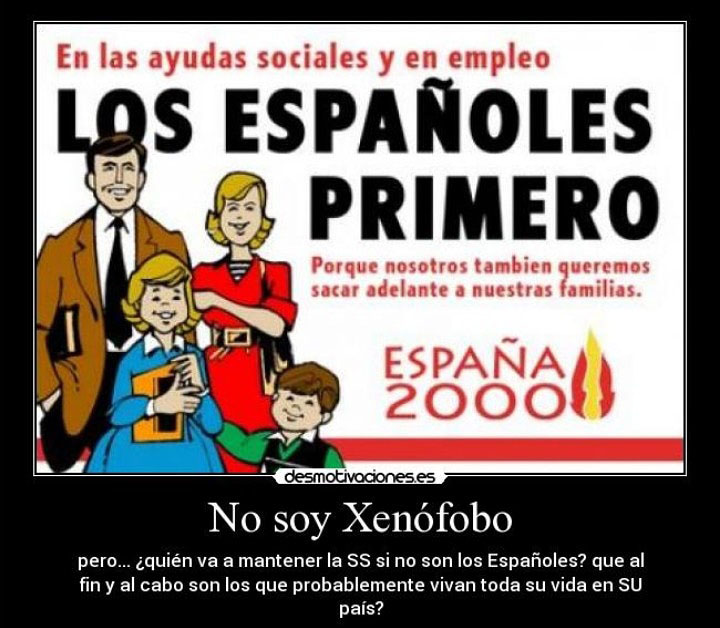 En las ayudas sociales y en empleo
LOS ESPAÑOLES
PRIMERO
Porque nosotros tambien queremos
sacar adelante a nuestras familias.
ESPAÑA
2000
desmotivaciones.es
No soy Xenófobo
pero... ¿quién va a mantener la SS si no son los Españoles? que al
fin y al cabo son los que probablemente vivan toda su vida en SU
país?